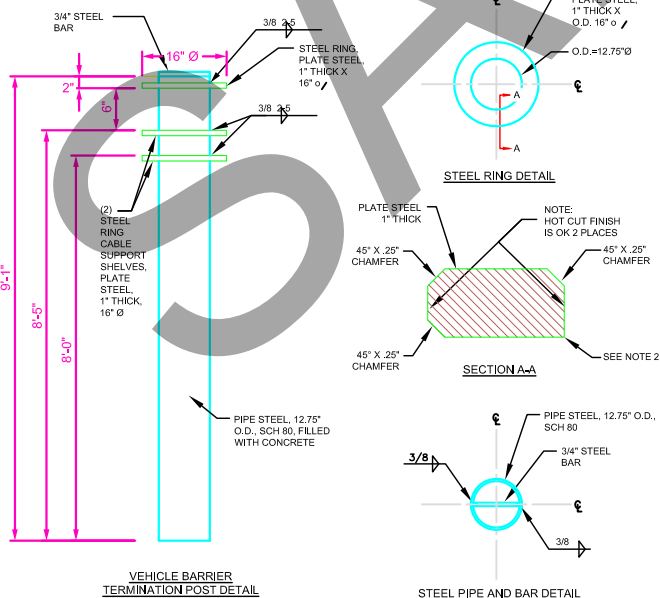 3/4" STEEL
BAR
3/8 2.5
16" Ø
STEEL RING,
PLATE STEEL,
1" THICK X
16" o
2"
6"
3/8 2.5
(2)
STEEL
RING
CABLE
SUPPORT
SHELVES,
PLATE
STEEL,
1" THICK,
16" Ø
9'-1"
8'-5"
8'-0"
PIPE STEEL, 12.75"
O.D., SCH 80, FILLED
WITH CONCRETE
VEHICLE BARRIER
TERMINATION POST DETAIL
PLATE STEEL,
1" THICK X
O.D. 16" o
O.D.=12.75"Ø
A
A
STEEL RING DETAIL
PLATE STEEL
1" THICK
NOTE:
HOT CUT FINISH
IS OK 2 PLACES
45° X .25"
CHAMFER
45° X .25"
CHAMFER
45° X .25"
CHAMFER
SEE NOTE 2
SECTION A-A
PIPE STEEL, 12.75" O.D.,
SCH 80
3/4" STEEL
BAR
3/8
3/8
STEEL PIPE AND BAR DETAIL